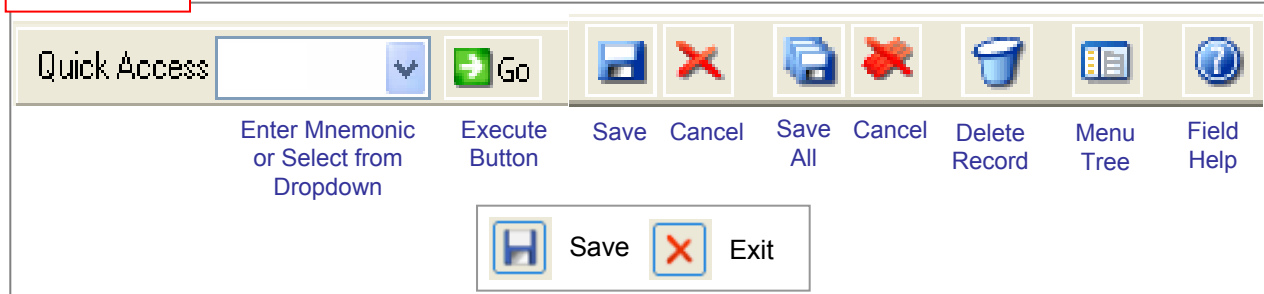 Quick Access Go
Enter Mnemonic
or Select from
Dropdown
Execute
Button
Save
Cancel
Save
All
Cancel
Delete
Record
Menu
Tree
Field
Help
Save Exit